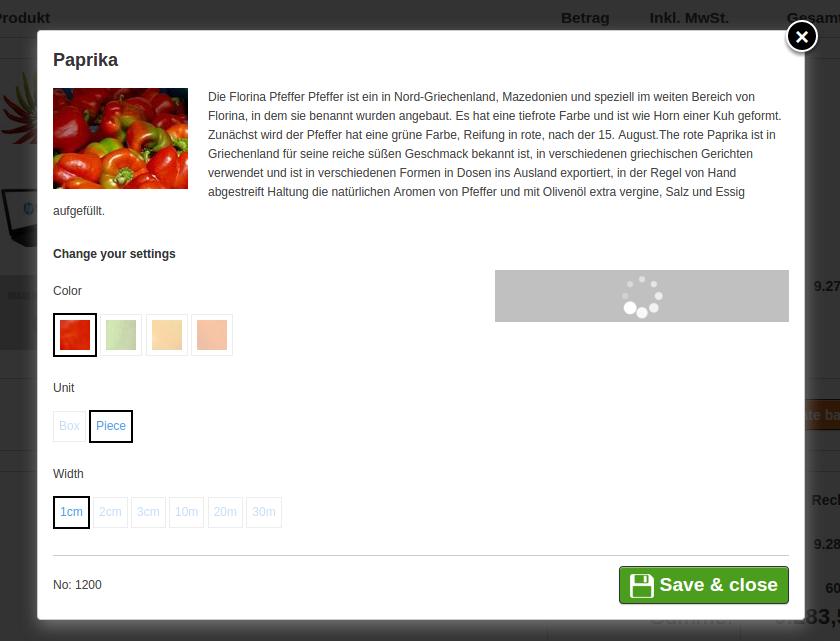 Produkt Betrag Inkl. MwSt.
Paprika
Die Florina Pfeffer Pfeffer ist ein in Nord-Griechenland, Mazedonien und speziell im weiten Bereich von
Florina, in dem sie benannt wurden angebaut. Es hat eine tiefrote Farbe und ist wie Horn einer Kuh geformt.
Zunächst wird der Pfeffer hat eine grüne Farbe, Reifung in rote, nach der 15. August.The rote Paprika ist in
Griechenland für seine reiche süßen Geschmack bekannt ist, in verschiedenen griechischen Gerichten
verwendet und ist in verschiedenen Formen in Dosen ins Ausland exportiert, in der Regel von Hand
abgestreift Haltung die natürlichen Aromen von Pfeffer und mit Olivenöl extra vergine, Salz und Essig
aufgefüllt.
Change your settings
Color
9.27
Unit
Box Piece
Width
Rech
1cm 2cm 3cm 10m 20m 30m
9.28
No: 1200 Save & close
60